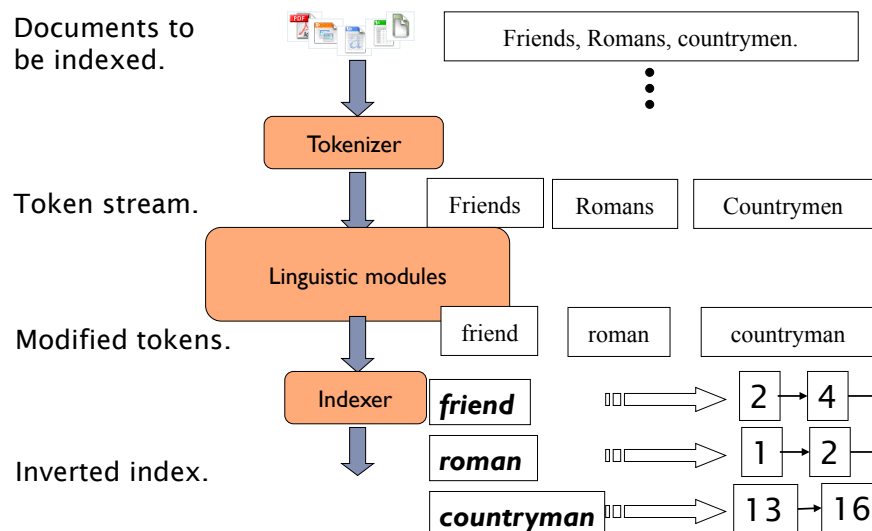 Documents to
be indexed.
Friends, Romans, countrymen.
Tokenizer
Token stream.
Friends Romans Countrymen
Linguistic modules
Modified tokens.
friend roman countryman
Indexer
friend 2 4
roman 1 2
Inverted index.
countryman 13 16